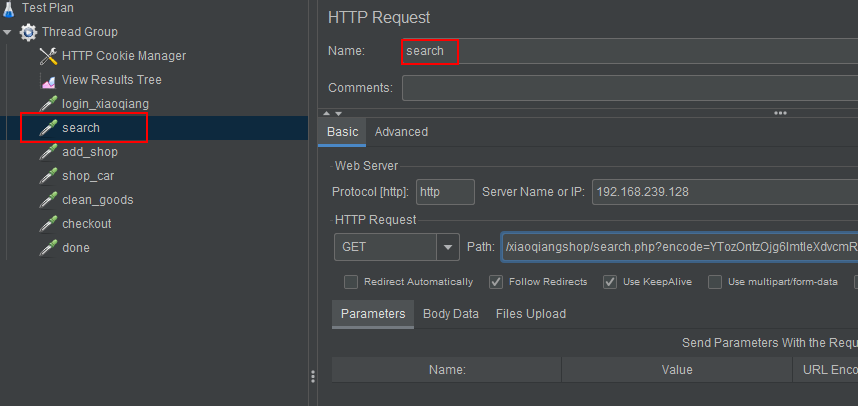 Test Plan
Thread Group
HTTP Cookie Manager
View Results Tree
login_xiaoqiang
search
add_shop
shop_car
clean_goods
checkout
done
HTTP Request
Name: search
Comments:
Basic Advanced
Web Server
Protocol [http]: http Server Name or IP: 192.168.239.128
HTTP Request
GET Path: /xiaoqiangshop/search.php?encode=YTozOntzOjg6ImtleXdvcmR
Redirect Automatically Follow Redirects Use KeepAlive Use multipart/form-data
Parameters Body Data Files Upload
Send Parameters With the Reque
Name: Value URL Enco